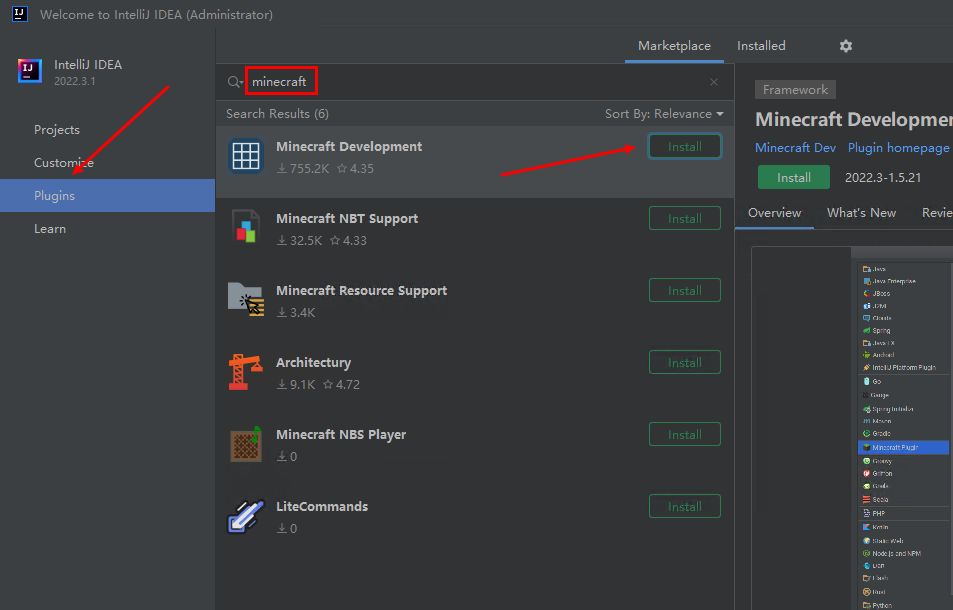 Welcome to IntelliJ IDEA (Administrator)
IntelliJ IDEA
2022.3.1
Projects
Customize
Plugins
Learn
Marketplace
Installed
minecraft
Search Results (6)
Sort By: Relevance
Minecraft Development
755.2K 4.35
Install
Minecraft NBT Support
32.5K 4.33
Install
Minecraft Resource Support
3.4K
Install
Architectury
9.1K 4.72
Install
Minecraft NBS Player
0
Install
LiteCommands
0
Install
Framework
Minecraft Developmen
Minecraft Dev Plugin homepage
Install 2022.3-1.5.21
Overview What's New Revie
Java
Java Enterprise
JBoss
J2ME
Clouds
Spring
Java FX
Android
IntelliJ Platform Plugin
Go
Gauge
Spring Initializr
Maven
Gradle
Minecraft Plugin
Groovy
Griffon
Grails
Scala
PHP
Kotlin
Static Web
Node.js and NPM
Dart
Flash
Rust
Python